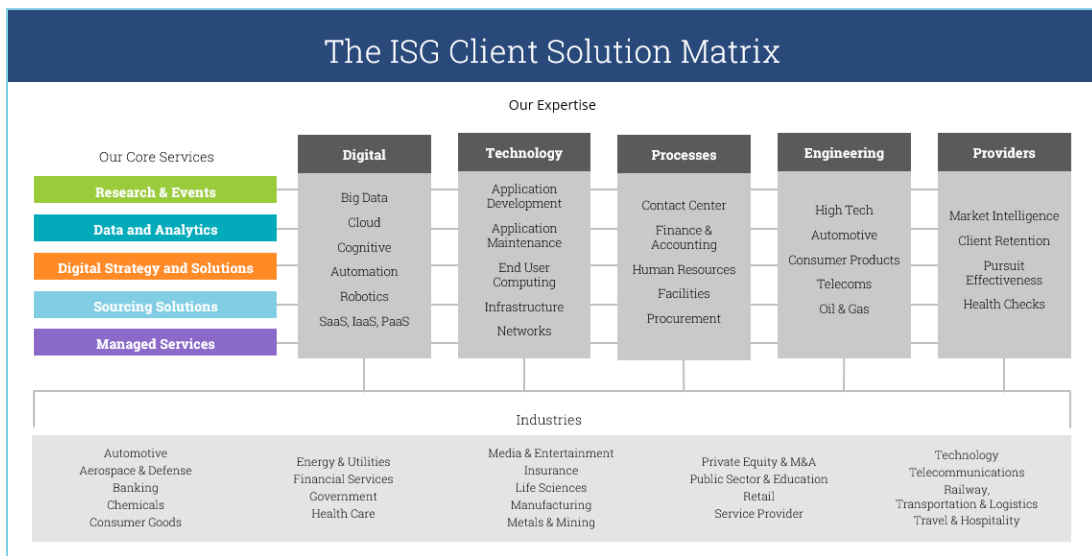 The ISG Client Solution Matrix
Our Expertise
Our Core Services
Research & Events
Data and Analytics
Digital Strategy and Solutions
Sourcing Solutions
Managed Services
Digital
Big Data
Cloud
Cognitive
Automation
Robotics
SaaS, IaaS, PaaS
Technology
Application
Development
Application
Maintenance
End User
Computing
Infrastructure
Networks
Processes
Contact Center
Finance &
Accounting
Human Resources
Facilities
Procurement
Engineering
High Tech
Automotive
Consumer Products
Telecoms
Oil & Gas
Providers
Market Intelligence
Client Retention
Pursuit
Effectiveness
Health Checks
Industries
Automotive
Aerospace & Defense
Banking
Chemicals
Consumer Goods
Energy & Utilities
Financial Services
Government
Health Care
Media & Entertainment
Insurance
Life Sciences
Manufacturing
Metals & Mining
Private Equity & M&A
Public Sector & Education
Retail
Service Provider
Technology
Telecommunications
Railway,
Transportation & Logistics
Travel & Hospitality